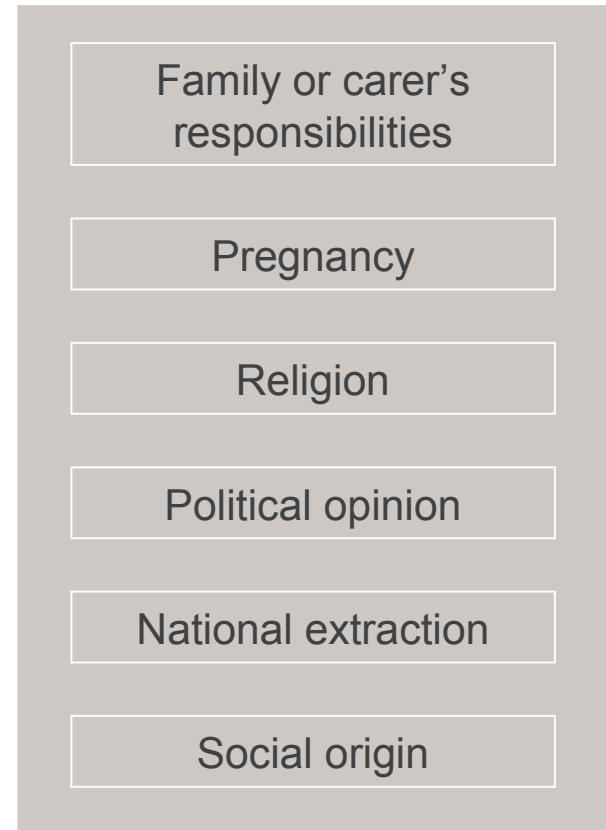 Family or carer’s
responsibilities
Pregnancy
Religion
Political opinion
National extraction
Social origin